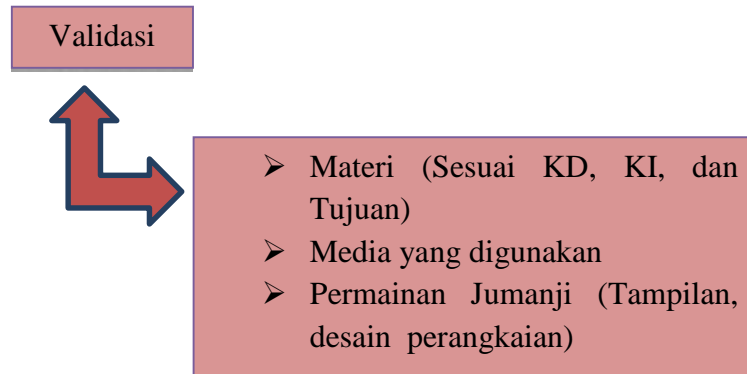 Validasi
➢ Materi (Sesuai KD, KI, dan
Tujuan)
➢ Media yang digunakan
➢ Permainan Jumanji (Tampilan,
desain perangkaian)